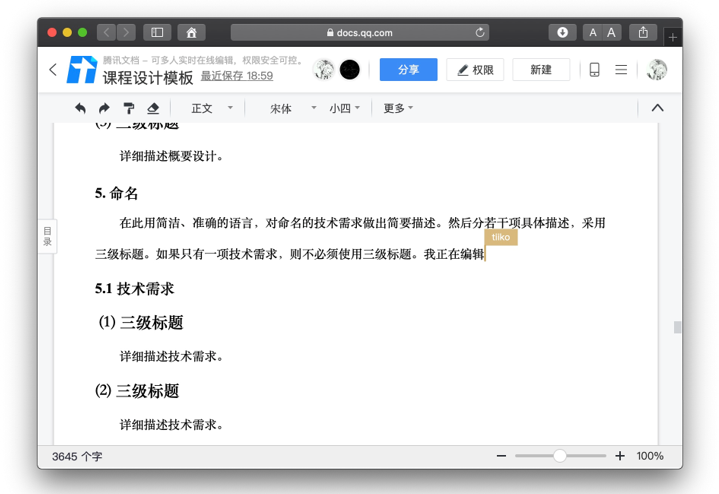 docs.qq.com
A A
腾讯文档 – 可多人实时在线编辑，权限安全可控。
课程设计模板 最近保存 18:59
分享 权限 新建
正文 宋体 小四 更多
(3) 三级标题
详细描述概要设计。
5. 命名
在此用简洁、准确的语言，对命名的技术需求做出简要描述。然后分若干项具体描述，采用
tilko
三级标题。如果只有一项技术需求，则不必须使用三级标题。我正在编辑
目录
5.1 技术需求
(1) 三级标题
详细描述技术需求。
(2) 三级标题
详细描述技术需求。
3645 个字 100%